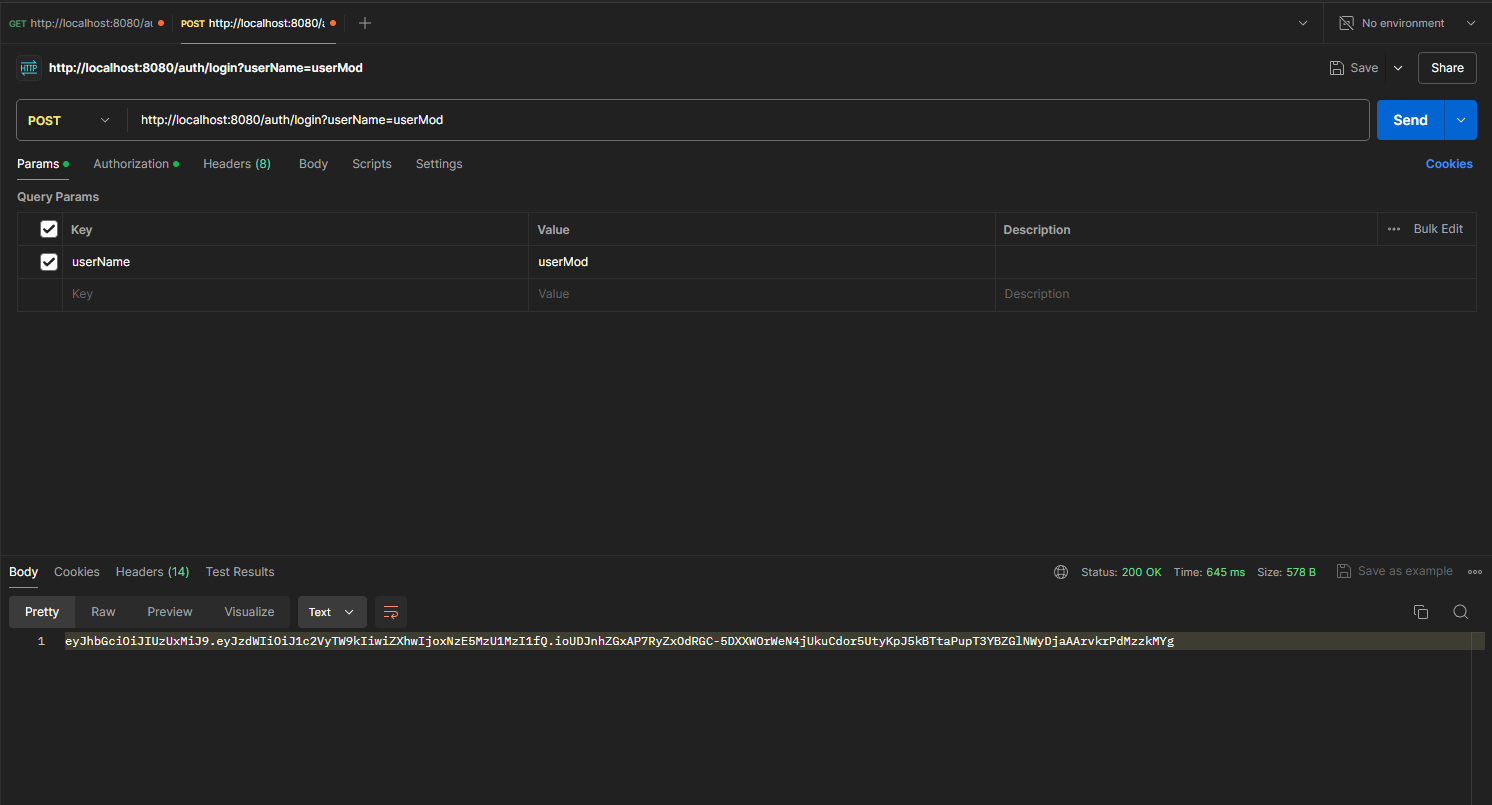 GET http://localhost:8080/au
POST http://localhost:8080/a
No environment
HTTP http://localhost:8080/auth/login?userName=userMod
Save
Share
POST
http://localhost:8080/auth/login?userName=userMod
Send
Params
Authorization
Headers (8)
Body
Scripts
Settings
Cookies
Query Params
Key Value Description Bulk Edit
userName userMod
Key Value Description
Body Cookies Headers (14) Test Results
Status: 200 OK Time: 645 ms Size: 578 B Save as example
Pretty Raw Preview Visualize Text
1 eyJhbGciOiJIUzUxMiJ9.eyJzdWIiOiJ1c2VyTW9kIiwiZXhwIjoxNzE5MzU1MzI1fQ.ioUDJnhZGxAP7RyZxOdRGC-5DXXWOrWeN4jUkuCdor5UtyKpJ5kBTtaPupT3YBZGlNWyDjaAArvkrPdMzzkMYg